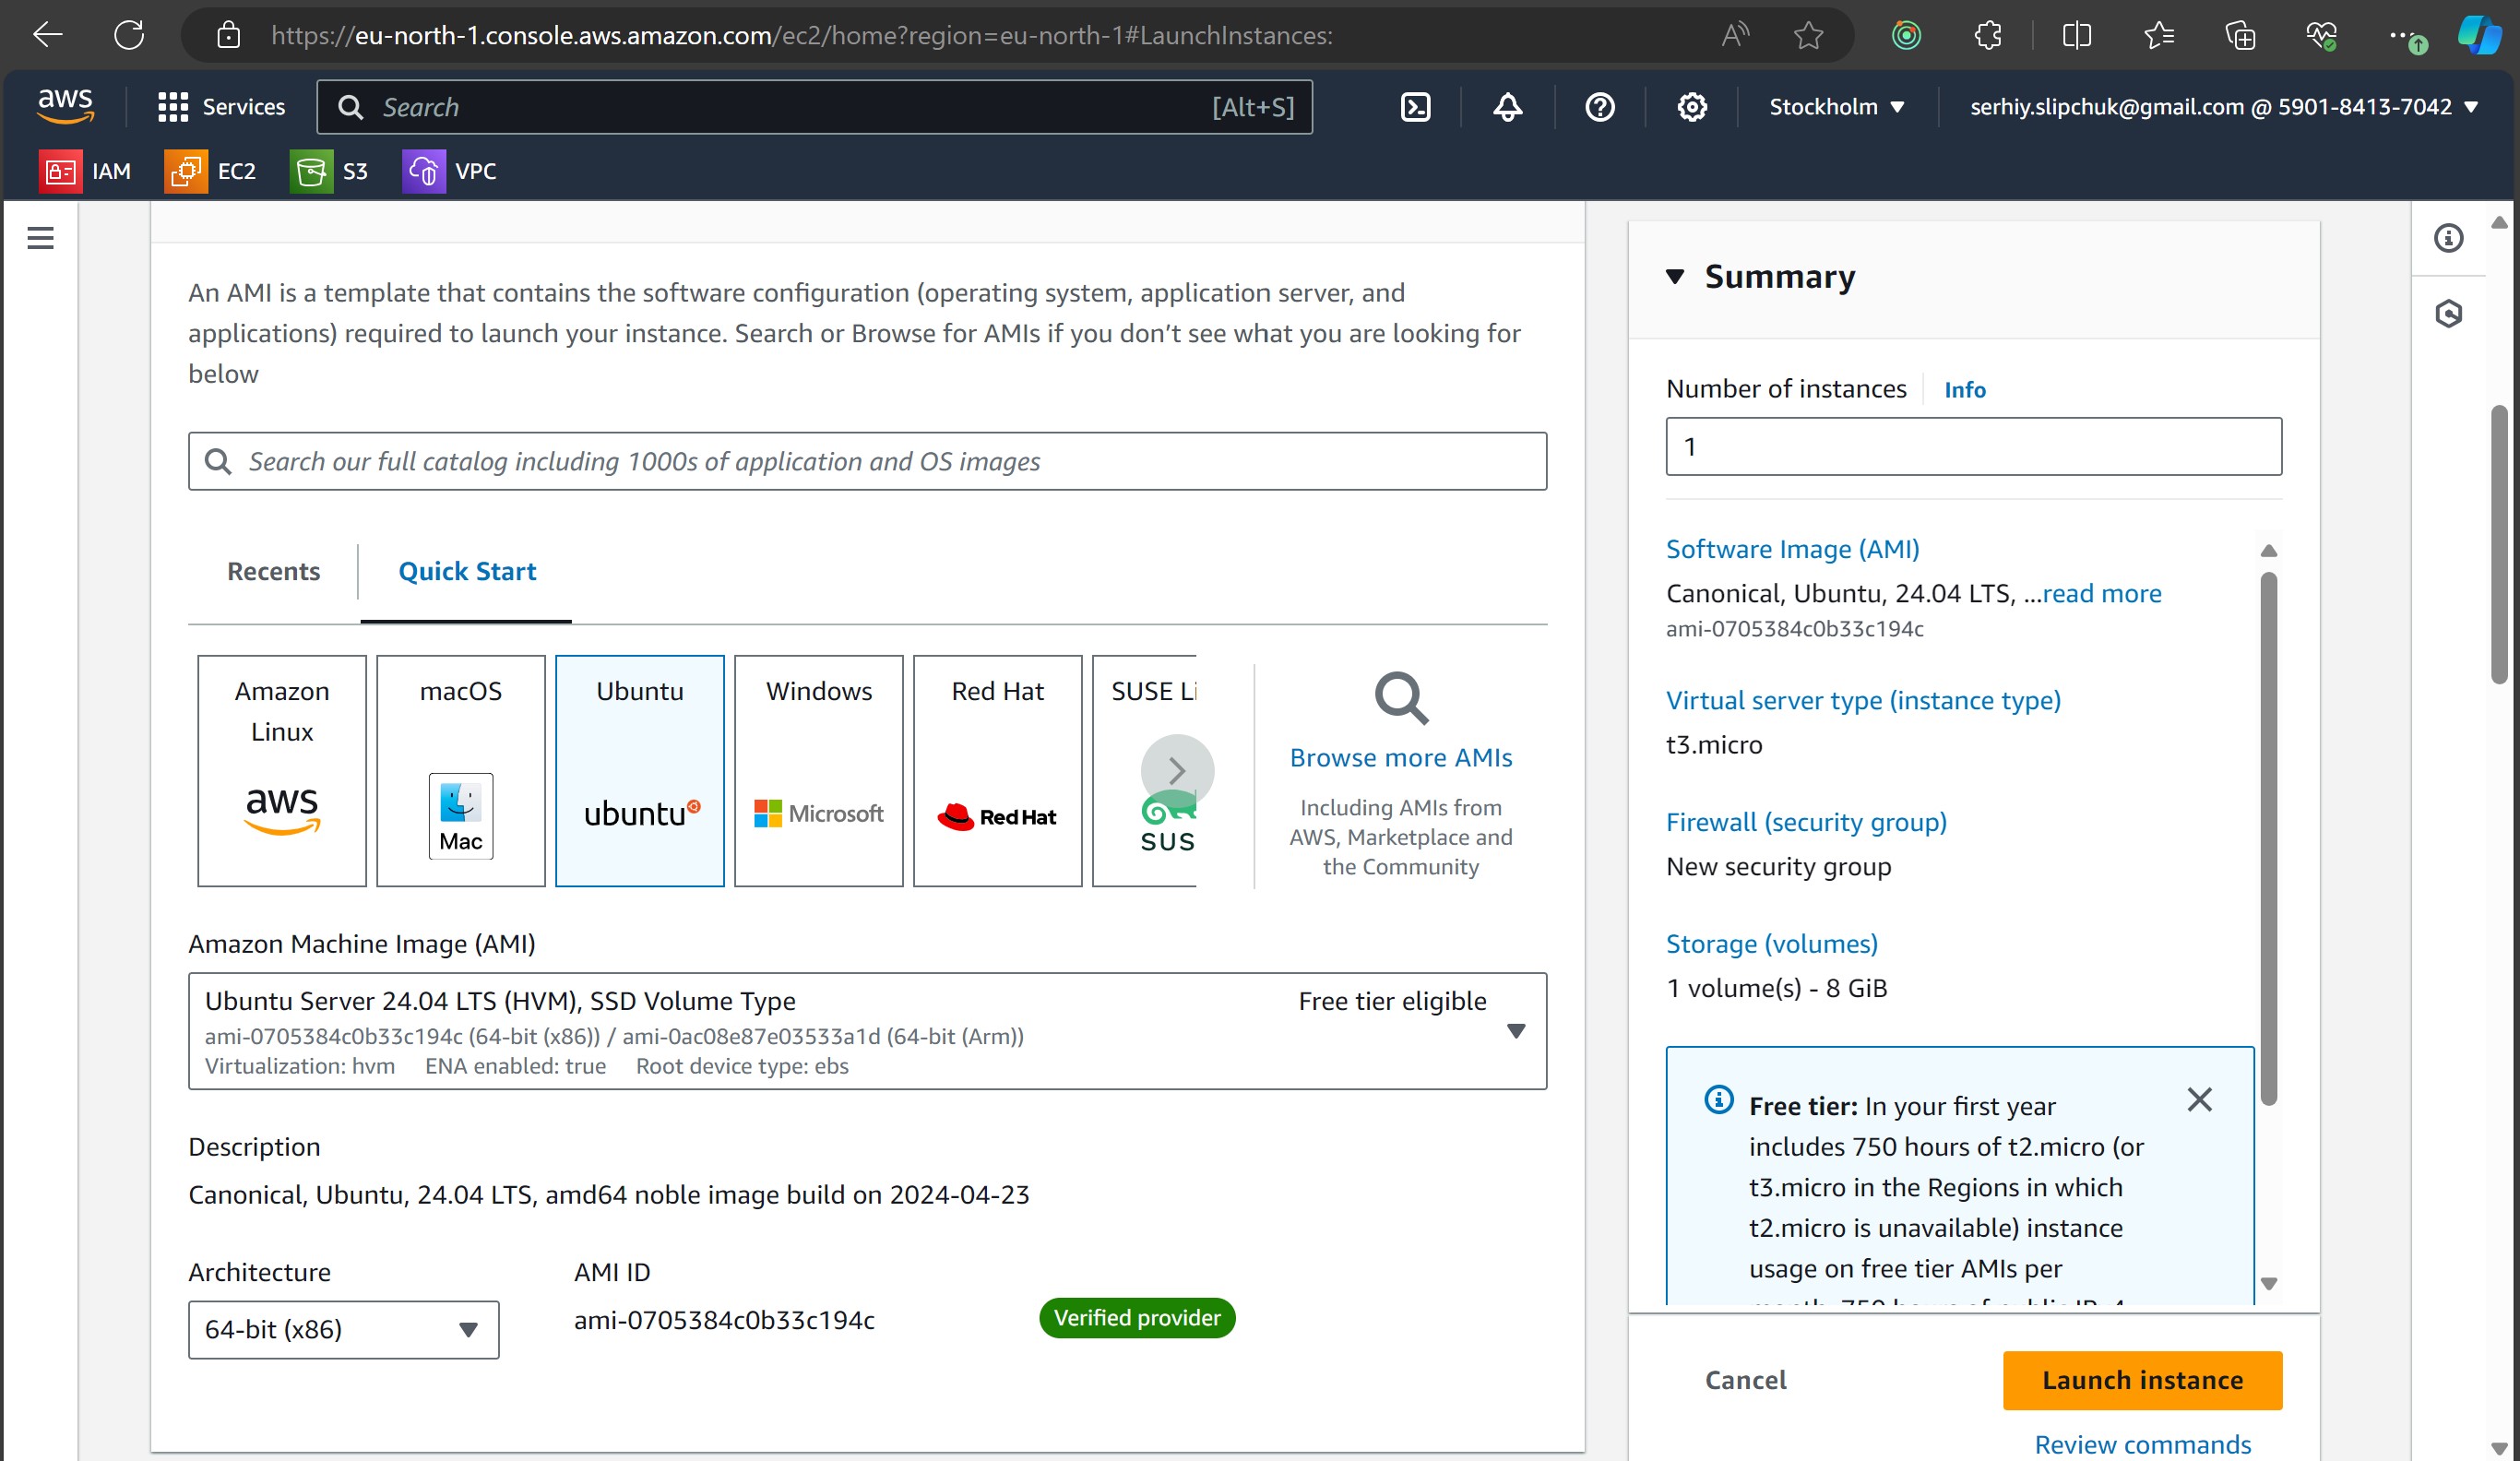 https://eu-north-1.console.aws.amazon.com/ec2/home?region=eu-north-1#LaunchInstances:
aws
Services
Search
[Alt+S]
Stockholm
serhiy.slipchuk@gmail.com @ 5901-8413-7042
IAM
EC2
S3
VPC
An AMI is a template that contains the software configuration (operating system, application server, and
applications) required to launch your instance. Search or Browse for AMIs if you don’t see what you are looking for
below
Search our full catalog including 1000s of application and OS images
Recents
Quick Start
Amazon
Linux
aws
macOS
Mac
Ubuntu
ubuntu
Windows
Microsoft
Red Hat
Red Hat
SUSE Li
SUS
Browse more AMIs
Including AMIs from
AWS, Marketplace and
the Community
Amazon Machine Image (AMI)
Ubuntu Server 24.04 LTS (HVM), SSD Volume Type
Free tier eligible
ami-0705384c0b33c194c (64-bit (x86)) / ami-0ac08e87e03533a1d (64-bit (Arm))
Virtualization: hvm ENA enabled: true Root device type: ebs
Description
Canonical, Ubuntu, 24.04 LTS, amd64 noble image build on 2024-04-23
Architecture
64-bit (x86)
AMI ID
ami-0705384c0b33c194c
Verified provider
Summary
Number of instances
Info
1
Software Image (AMI)
Canonical, Ubuntu, 24.04 LTS, ...read more
ami-0705384c0b33c194c
Virtual server type (instance type)
t3.micro
Firewall (security group)
New security group
Storage (volumes)
1 volume(s) - 8 GiB
Free tier: In your first year
includes 750 hours of t2.micro (or
t3.micro in the Regions in which
t2.micro is unavailable) instance
usage on free tier AMIs per
Cancel
Launch instance
Review commands